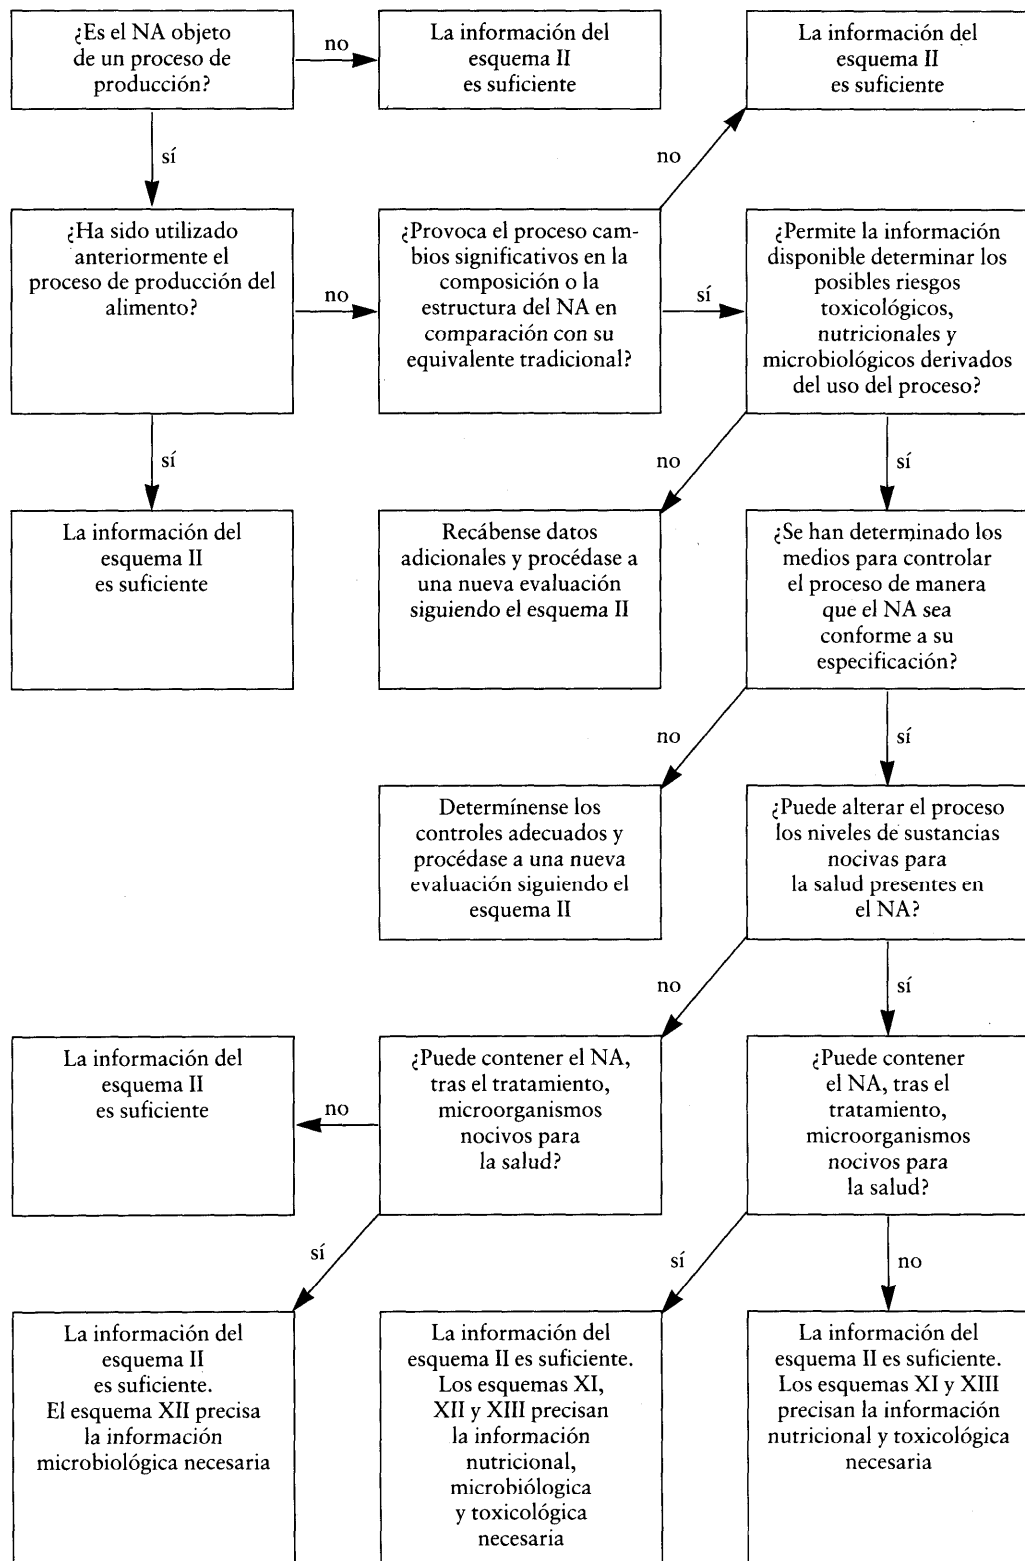 ¿Es el NA objeto
de un proceso de
producción?
no
La información del
esquema II
es suficiente
La información del
esquema II
es suficiente
sí
no
¿Ha sido utilizado
anteriormente el
proceso de producción del
alimento?
no
¿Provoca el proceso cam-
bios significativos en la
composición o la
estructura del NA en
comparación con su
equivalente tradicional?
sí
¿Permite la información
disponible determinar los
posibles riesgos
toxicológicos,
nutricionales y
microbiológicos derivados
del uso del proceso?
sí
no
sí
La información del
esquema II
es suficiente
Recábense datos
adicionales y procédase a
una nueva evaluación
siguiendo el esquema II
¿Se han determinado los
medios para controlar
el proceso de manera
que el NA sea
conforme a su
especificación?
no
sí
Determínense los
controles adecuados y
procédase a una nueva
evaluación siguiendo el
esquema II
¿Puede alterar el proceso
los niveles de sustancias
nocivas para
la salud presentes en
el NA?
no
sí
La información del
esquema II
es suficiente
no
¿Puede contener el NA,
tras el tratamiento,
microorganismos
nocivos para
la salud?
¿Puede contener
el NA, tras el
tratamiento,
microorganismos
nocivos para
la salud?
sí
sí
no
La información del
esquema II
es suficiente.
El esquema XII precisa
la información
microbiológica necesaria
La información del
esquema II es suficiente.
Los esquemas XI,
XII y XIII precisan
la información
nutricional,
microbióligica
y toxicológica
necesaria
La información del
esquema II es suficiente.
Los esquemas XI y XIII
precisan la información
nutricional y toxicológica
necesaria